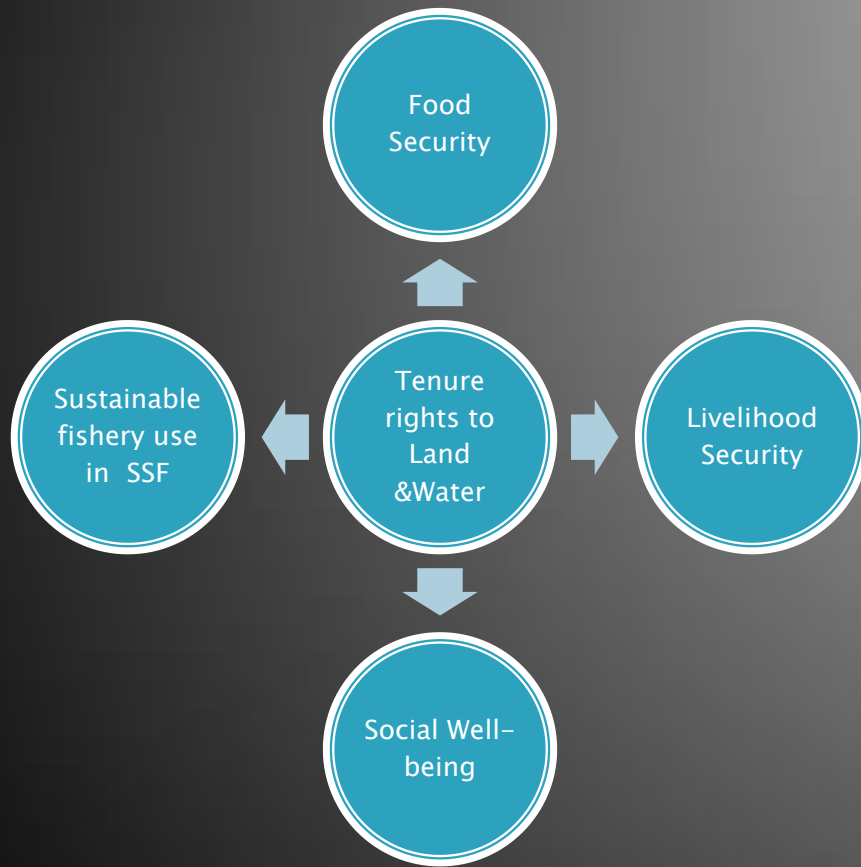 Food
Security
Sustainable
fishery use
in SSF
Tenure
rights to
Land
&Water
Livelihood
Security
Social Well-
being